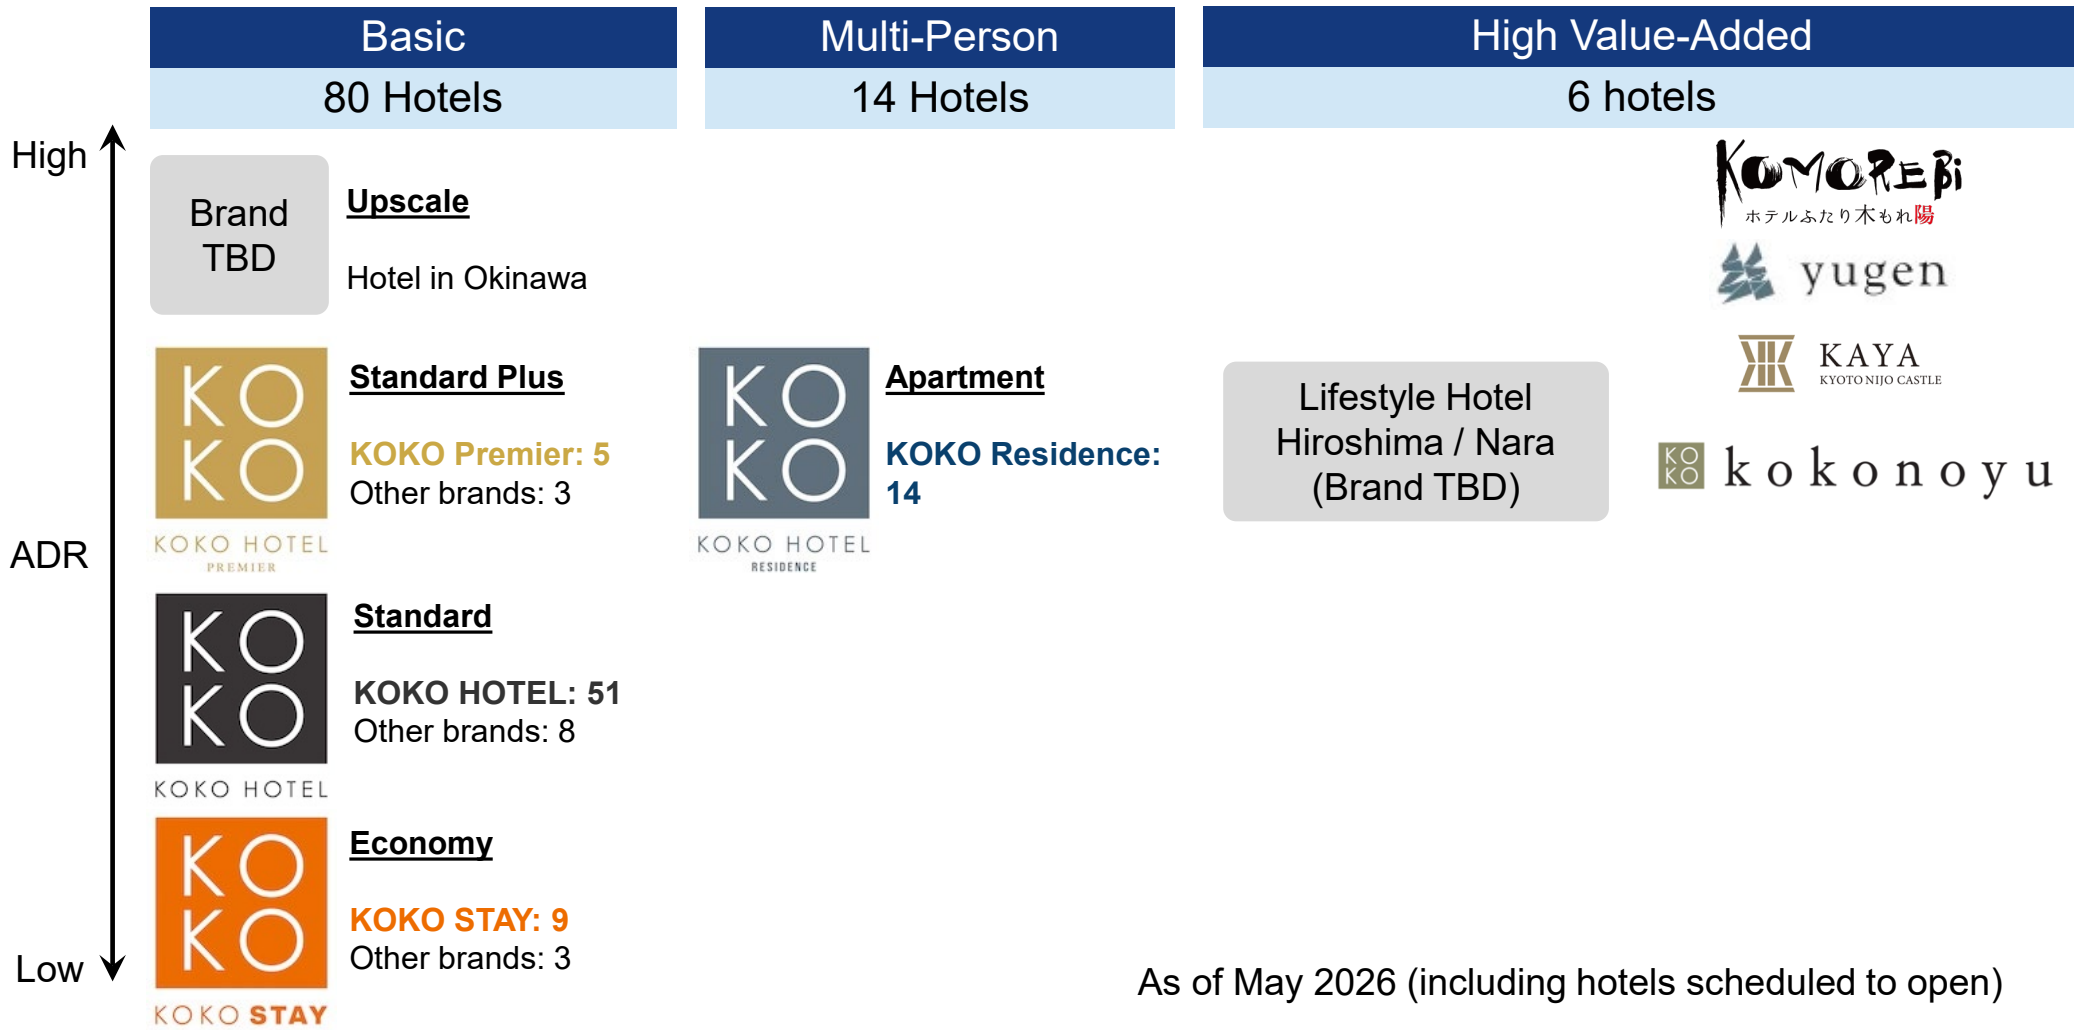 Basic
80 Hotels
Multi-Person
14 Hotels
High Value-Added
6 hotels
High
ADR
Low
Brand
TBD
Upscale
Hotel in Okinawa
KO
KO
KOKO HOTEL
PREMIER
Standard Plus
KOKO Premier: 5
Other brands: 3
KO
KO
KOKO HOTEL
Standard
KOKO HOTEL: 51
Other brands: 8
KO
KO
KOKO STAY
Economy
KOKO STAY: 9
Other brands: 3
KO
KO
KOKO HOTEL
RESIDENCE
Apartment
KOKO Residence:
14
Lifestyle Hotel
Hiroshima / Nara
(Brand TBD)
KOMOREBi
ホテルふたり木もれ陽
yugen
KAYA
KYOTO NIJO CASTLE
KO
KO
kokonoyu
As of May 2026 (including hotels scheduled to open)